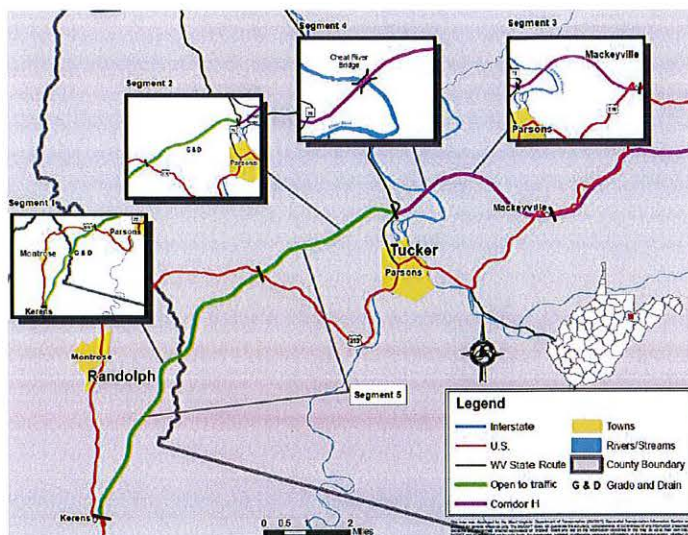 Segment 4
Segment 3
Segment 2
Cheat River
Bridge
Mackeyville
Parsons
G & D
Parsons
Segment 1
Montrose
G & D
Parsons
Kerens
Mackeyville
Tucker
Parsons
Montrose
Randolph
Segment 5
Kerens
0 0.5 1 2
Miles
Legend
Interstate
U.S.
WV State Route
Open to traffic
Corridor H
Towns
Rivers/Streams
County Boundary
G & D Grade and Drain